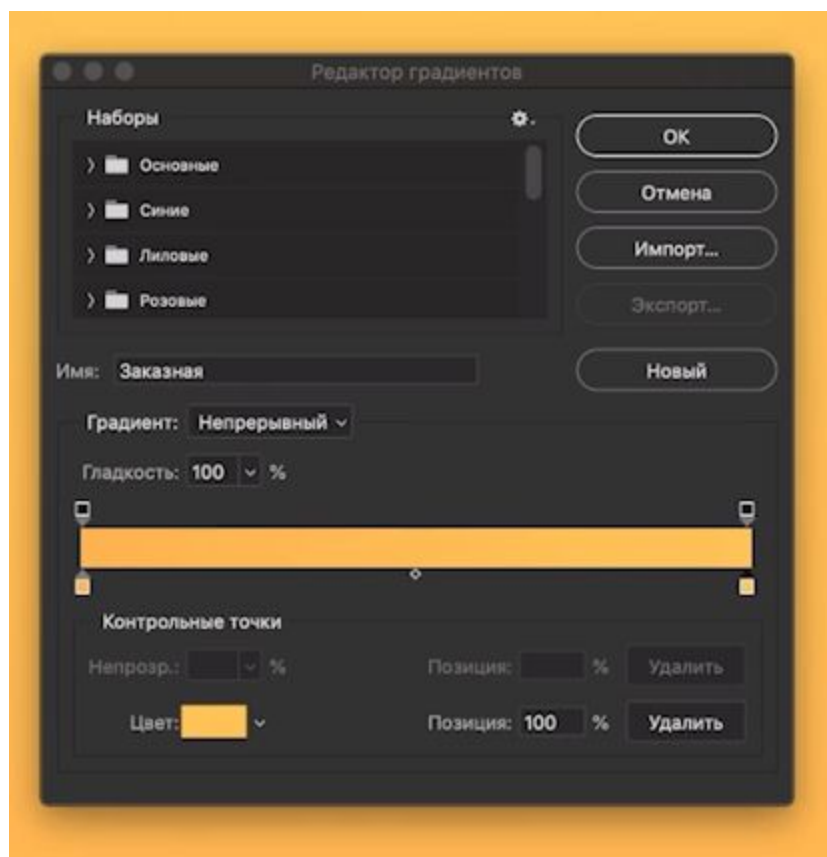 Редактор градиентов
Наборы
Основные
Синие
Лиловые
Розовые
ОК
Отмена
Импорт...
Экспорт...
Имя: Заказная
Новый
Градиент: Непрерывный
Гладкость: 100 %
Контрольные точки
Непрозр.: % Позиция: % Удалить
Цвет: Позиция: 100 % Удалить